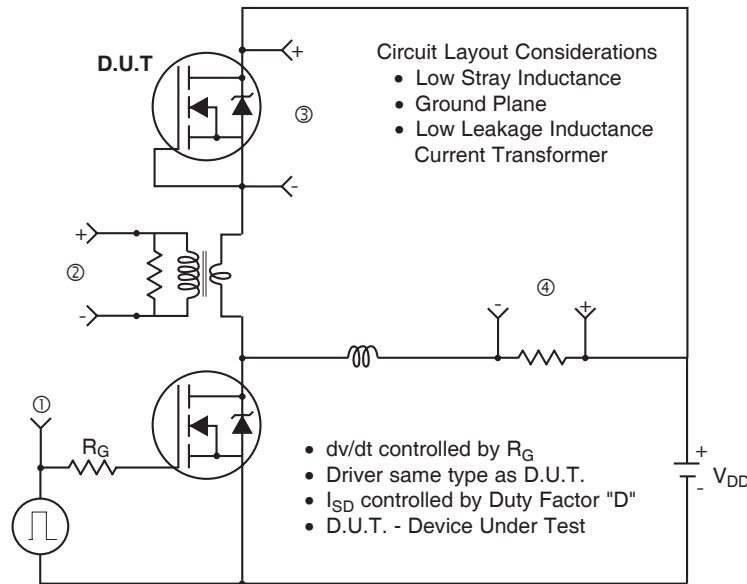 D.U.T
+
③
-
Circuit Layout Considerations
• Low Stray Inductance
• Ground Plane
• Low Leakage Inductance
Current Transformer
+
②
-
④
-
+
①
RG
• dv/dt controlled by RG
• Driver same type as D.U.T.
• ISD controlled by Duty Factor "D"
• D.U.T. - Device Under Test
+
-
VDD